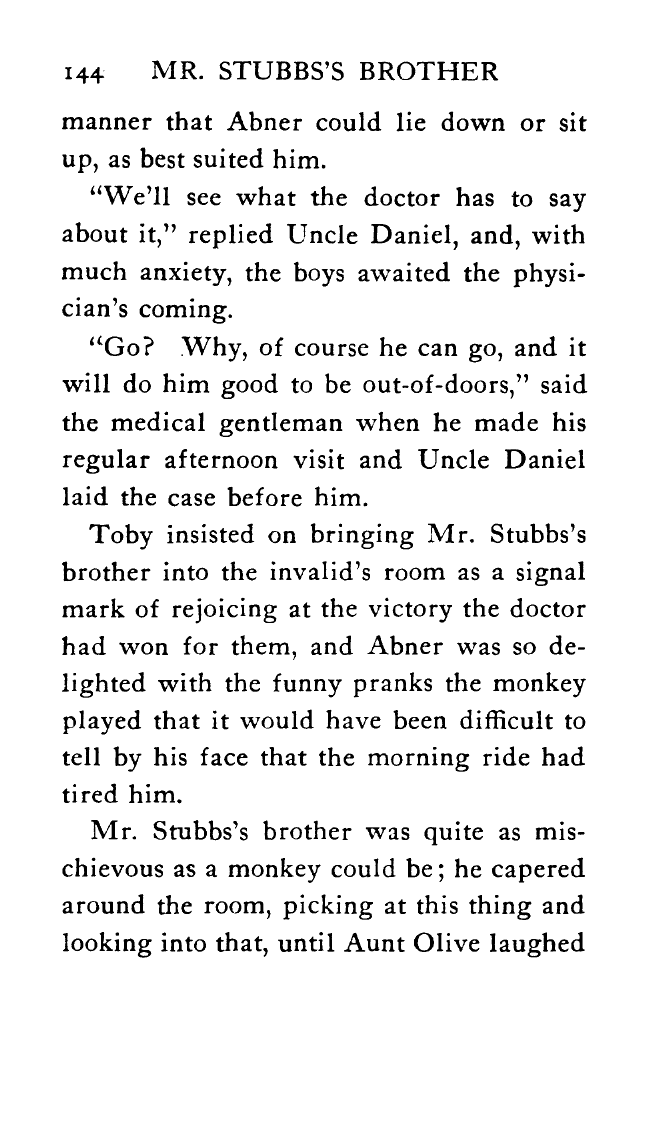 144 MR. STUBBS'S BROTHER
manner that Abner could lie down or sit
up, as best suited him.
“We'll see what the doctor has to say
about it,” replied Uncle Daniel, and, with
much anxiety, the boys awaited the physi-
cian's coming.
“Go? Why, of course he can go, and it
will do him good to be out-of-doors,” said
the medical gentleman when he made his
regular afternoon visit and Uncle Daniel
laid the case before him.
Toby insisted on bringing Mr. Stubbs's
brother into the invalid's room as a signal
mark of rejoicing at the victory the doctor
had won for them, and Abner was so de-
lighted with the funny pranks the monkey
played that it would have been difficult to
tell by his face that the morning ride had
tired him.
Mr. Stubbs's brother was quite as mis-
chievous as a monkey could be; he capered
around the room, picking at this thing and
looking into that, until Aunt Olive laughed